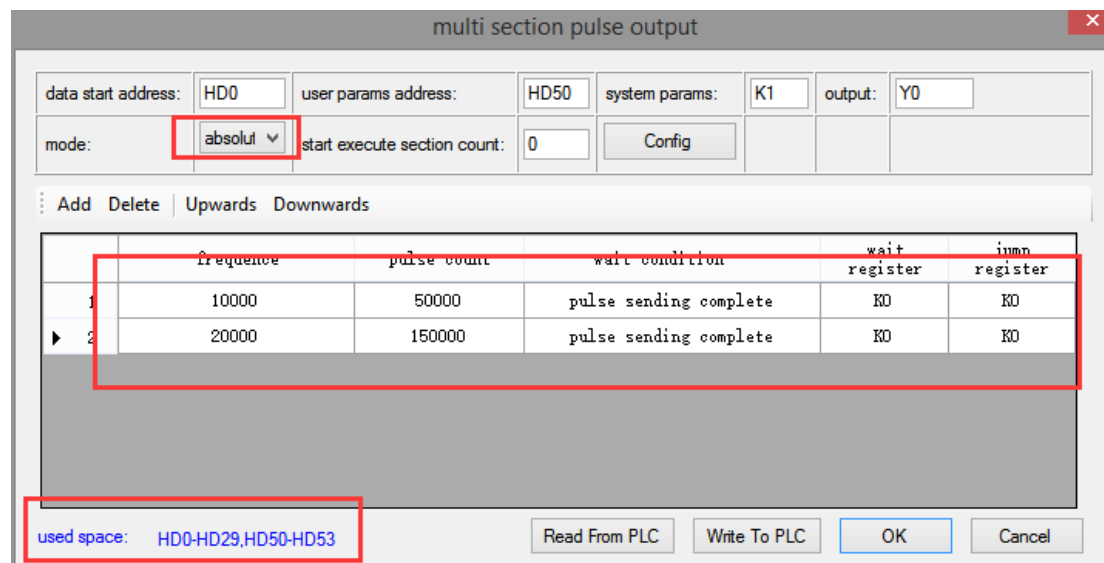 multi section pulse output
data start address: HD0 user params address: HD50 system params: K1 output: Y0
mode: absolut start execute section count: 0 Config
Add Delete Upwards Downwards
frequence pulse count wait condition wait register jump register
1 10000 50000 pulse sending complete K0 K0
2 20000 150000 pulse sending complete K0 K0
used space: HD0-HD29,HD50-HD53 Read From PLC Write To PLC OK Cancel